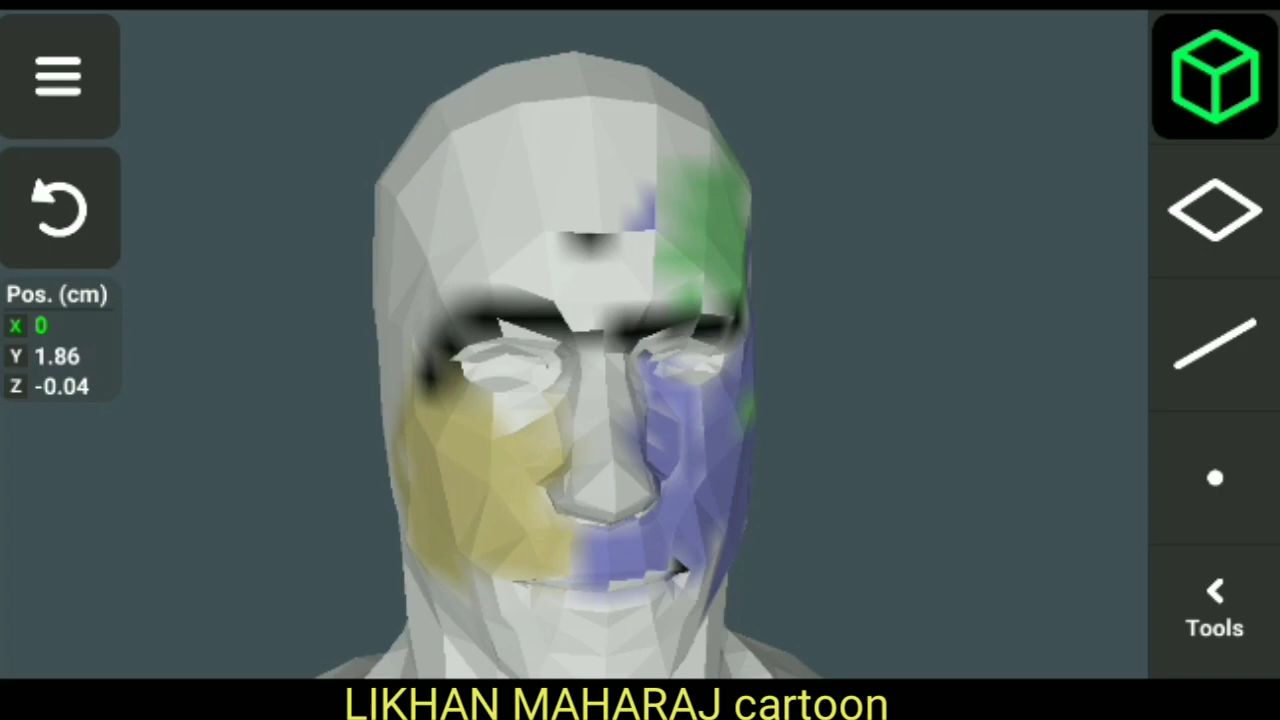 Pos. (cm)
X 0
Y 1.86
Z -0.04
Tools
LIKHAN MAHARAJ cartoon